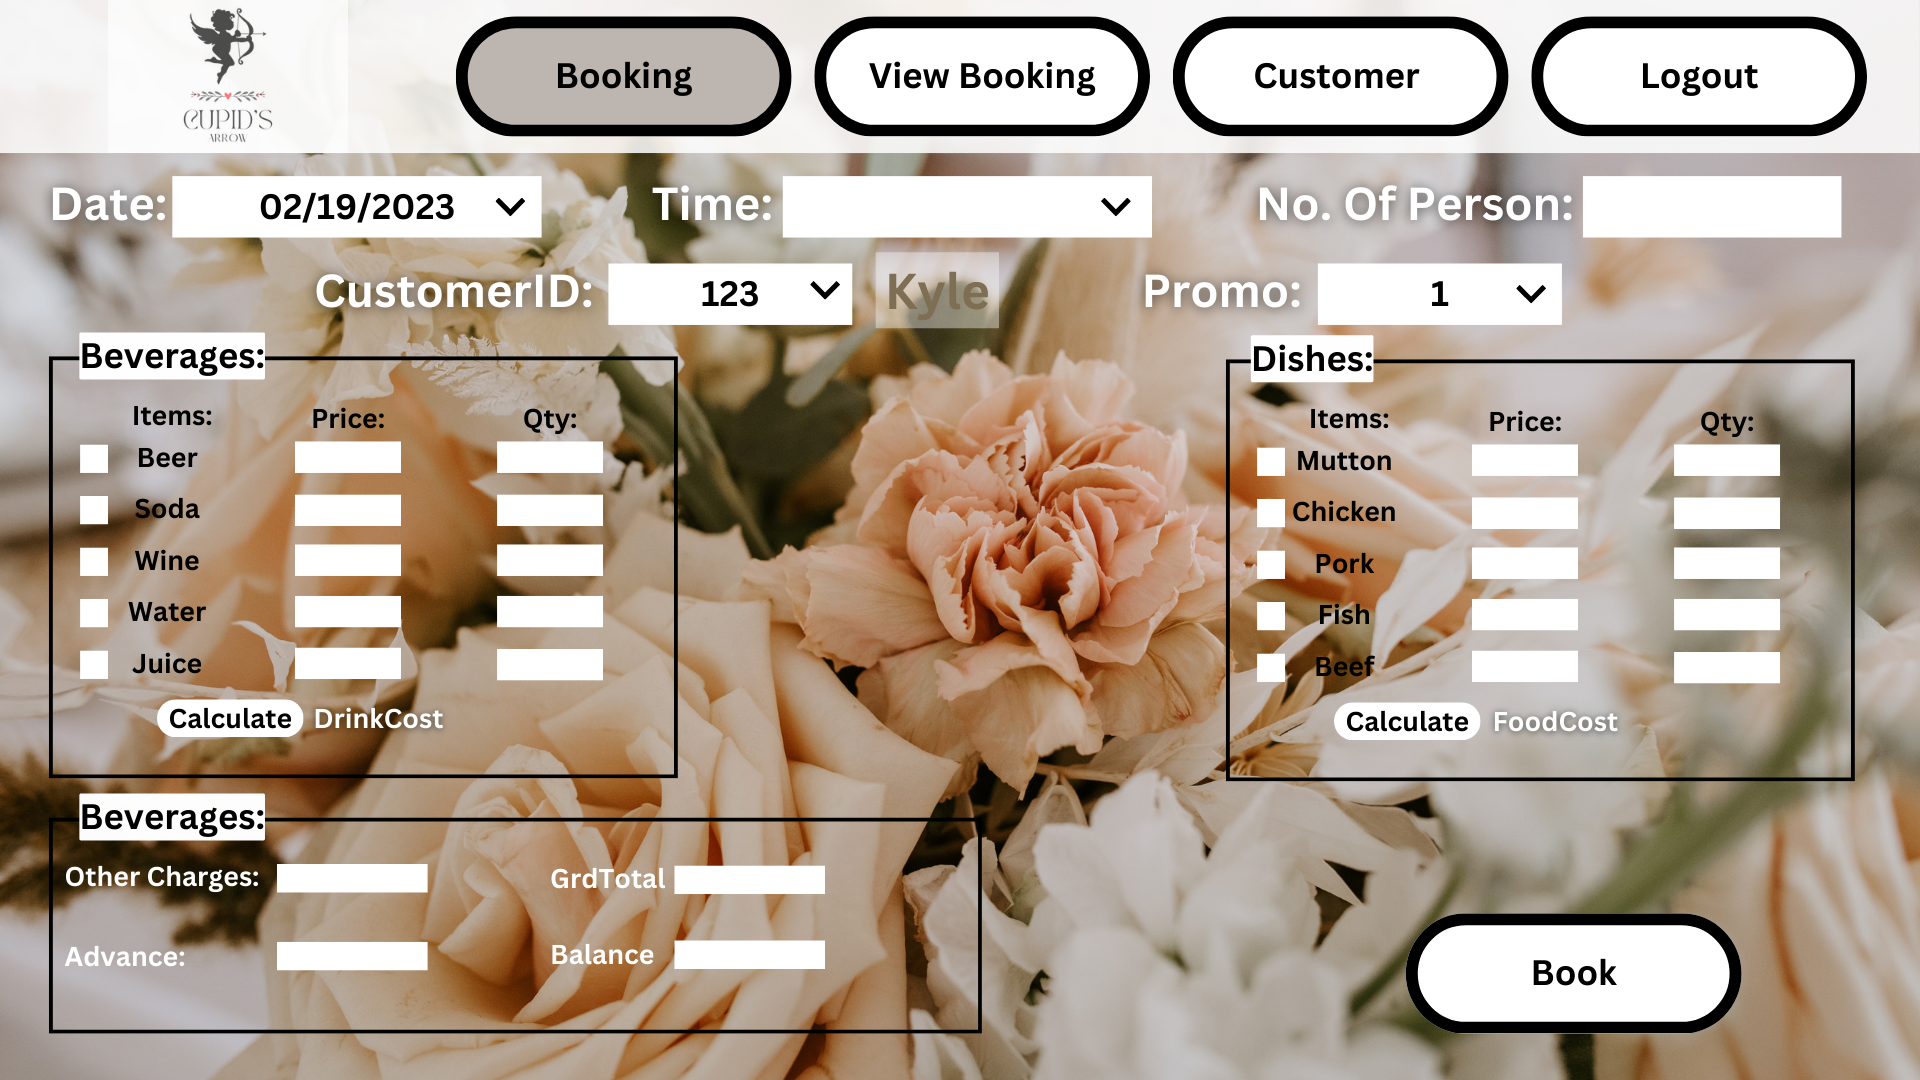 CUPID'S
ARROW
Booking
View Booking
Customer
Logout
Date: 02/19/2023
Time:
No. Of Person:
CustomerID: 123
Kyle
Promo: 1
Beverages:
Items: Price: Qty:
Beer
Soda
Wine
Water
Juice
Calculate DrinkCost
Dishes:
Items: Price: Qty:
Mutton
Chicken
Pork
Fish
Beef
Calculate FoodCost
Beverages:
Other Charges:
GrdTotal
Advance:
Balance
Book